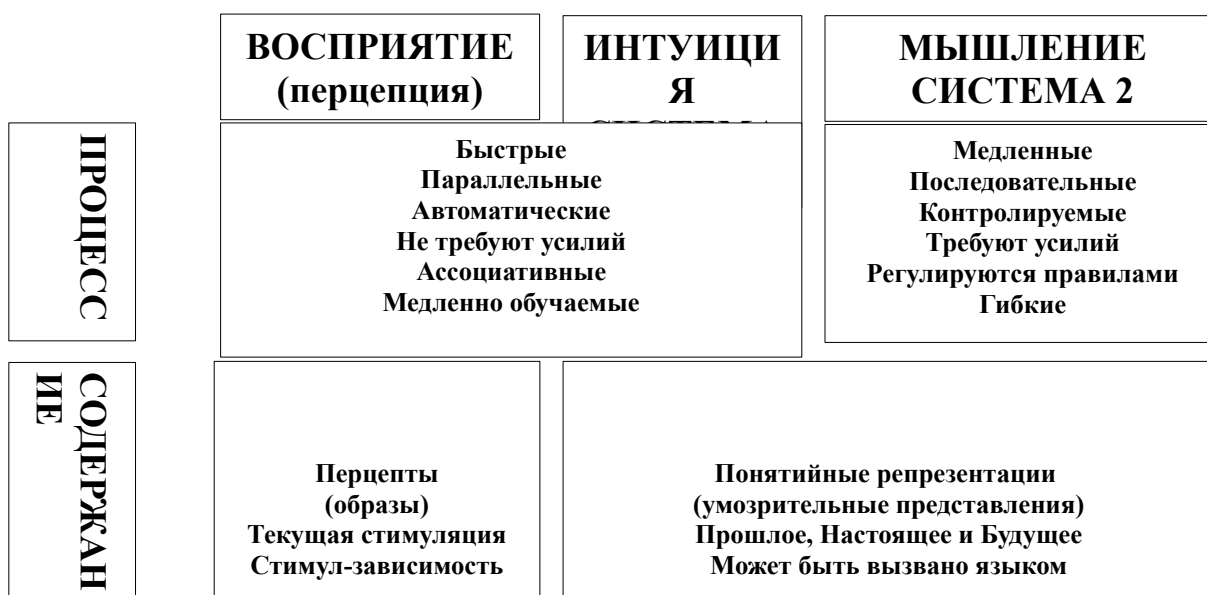 ВОСПРИЯТИЕ
(перцепция)
ИНТУИЦИ
Я
МЫШЛЕНИЕ
СИСТЕМА 2
ПРОЦЕСС
Быстрые
Параллельные
Автоматические
Не требуют усилий
Ассоциативные
Медленно обучаемые
Медленные
Последовательные
Контролируемые
Требуют усилий
Регулируются правилами
Гибкие
СОДЕРЖАН
ИЕ
Перцепты
(образы)
Текущая стимуляция
Стимул-зависимость
Понятийные репрезентации
(умозрительные представления)
Прошлое, Настоящее и Будущее
Может быть вызвано языком